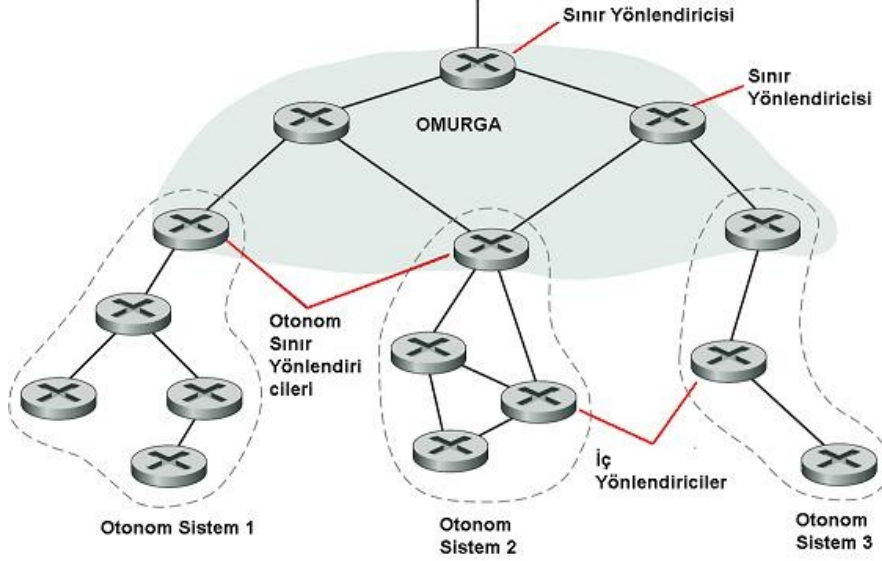 Sınır Yönlendiricisi
Sınır
Yönlendiricisi
OMURGA
Otonom
Sınır
Yönlendiri
cileri
İç
Yönlendiriciler
Otonom Sistem 1
Otonom
Sistem 2
Otonom
Sistem 3